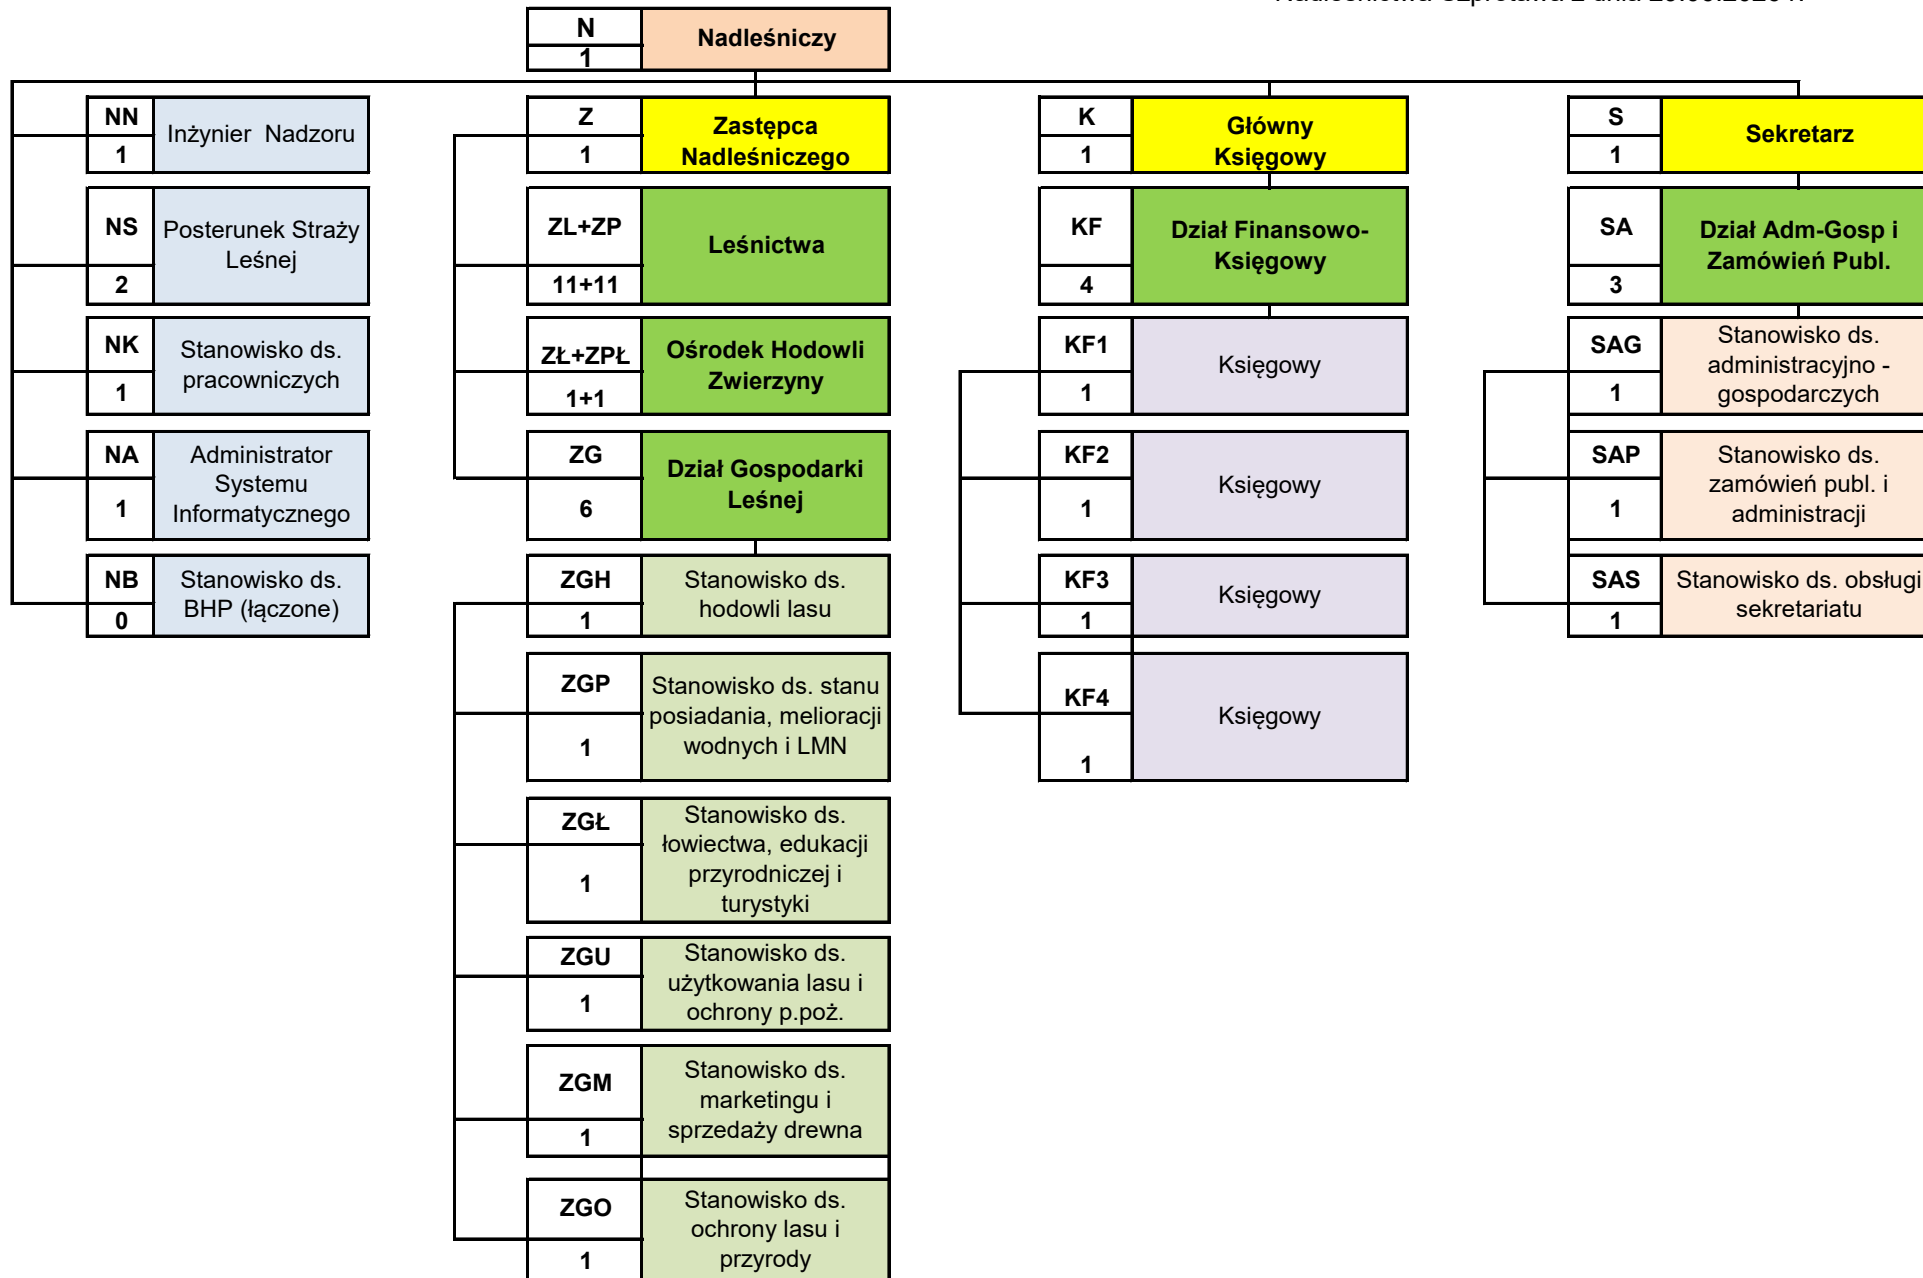 N
Nadleśniczy
1
NN
Inżynier Nadzoru
1
NS
Posterunek Straży
Leśnej
2
NK
Stanowisko ds.
pracowniczych
1
NA
Administrator
Systemu
Informatycznego
1
NB
Stanowisko ds.
BHP (łączone)
0
Z
Zastępca
Nadleśniczego
1
ZL+ZP
Leśnictwa
11+11
ZŁ+ZPŁ
Ośrodek Hodowli
Zwierzyny
1+1
ZG
Dział Gospodarki
Leśnej
6
ZGH
Stanowisko ds.
hodowli lasu
1
ZGP
Stanowisko ds. stanu
posiadania, melioracji
wodnych i LMN
1
ZGŁ
Stanowisko ds.
łowiectwa, edukacji
przyrodniczej i
turystyki
1
ZGU
Stanowisko ds.
użytkowania lasu i
ochrony p.poż.
1
ZGM
Stanowisko ds.
marketingu i
sprzedaży drewna
1
ZGO
Stanowisko ds.
ochrony lasu i
przyrody
1
K
Główny
Księgowy
1
KF
Dział Finansowo-
Księgowy
4
KF1
Księgowy
1
KF2
Księgowy
1
KF3
Księgowy
1
KF4
Księgowy
1
S
Sekretarz
1
SA
Dział Adm-Gosp i
Zamówień Publ.
3
SAG
Stanowisko ds.
administracyjno -
gospodarczych
1
SAP
Stanowisko ds.
zamówień publ. i
administracji
1
SAS
Stanowisko ds. obsługi
sekretariatu
1